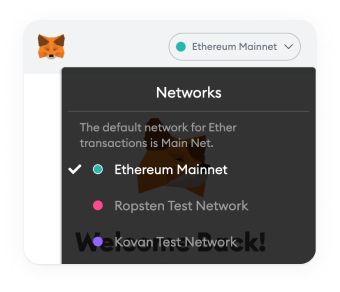 Ethereum Mainnet
Networks
The default network for Ether
transactions is Main Net.
Ethereum Mainnet
Ropsten Test Network
Kovan Test Network
Welcome Back!